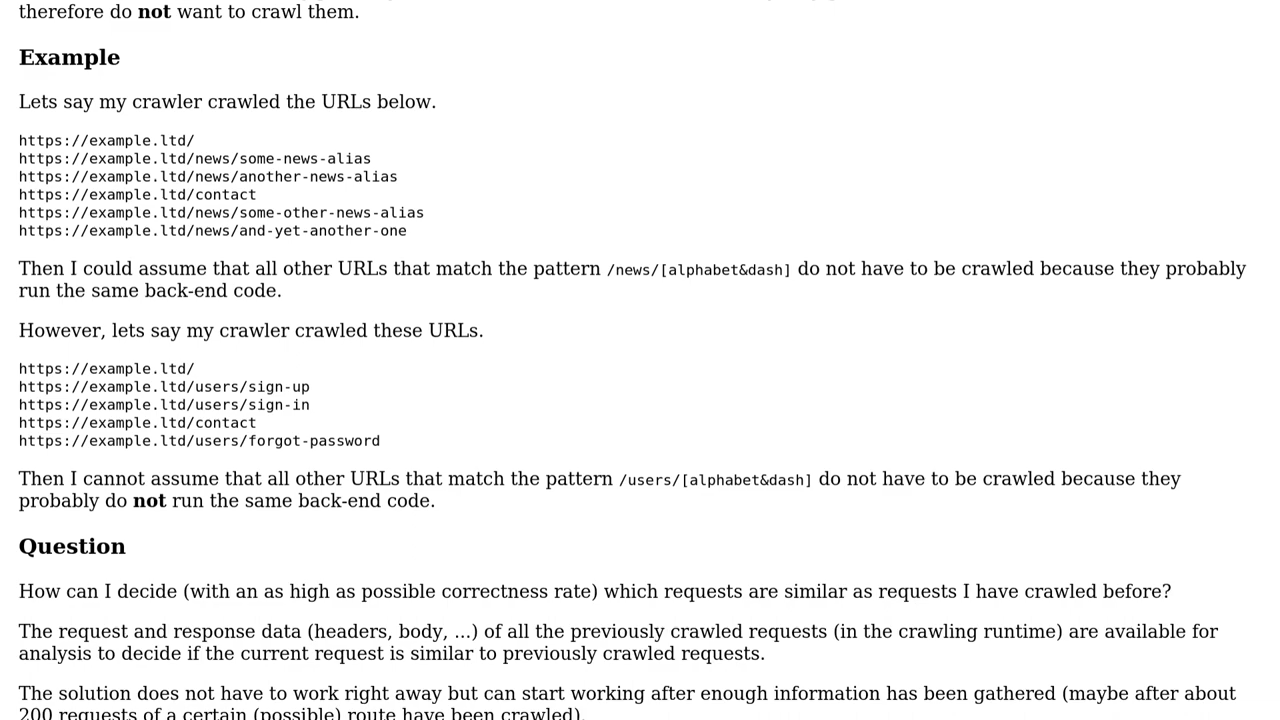 therefore do not want to crawl them.
Example
Lets say my crawler crawled the URLs below.
https://example.ltd/
https://example.ltd/news/some-news-alias
https://example.ltd/news/another-news-alias
https://example.ltd/contact
https://example.ltd/news/some-other-news-alias
https://example.ltd/news/and-yet-another-one
Then I could assume that all other URLs that match the pattern /news/[alphabet&dash] do not have to be crawled because they probably
run the same back-end code.
However, lets say my crawler crawled these URLs.
https://example.ltd/
https://example.ltd/users/sign-up
https://example.ltd/users/sign-in
https://example.ltd/contact
https://example.ltd/users/forgot-password
Then I cannot assume that all other URLs that match the pattern /users/[alphabet&dash] do not have to be crawled because they
probably do not run the same back-end code.
Question
How can I decide (with an as high as possible correctness rate) which requests are similar as requests I have crawled before?
The request and response data (headers, body, ...) of all the previously crawled requests (in the crawling runtime) are available for
analysis to decide if the current request is similar to previously crawled requests.
The solution does not have to work right away but can start working after enough information has been gathered (maybe after about
200 requests of a certain (possible) route have been crawled).